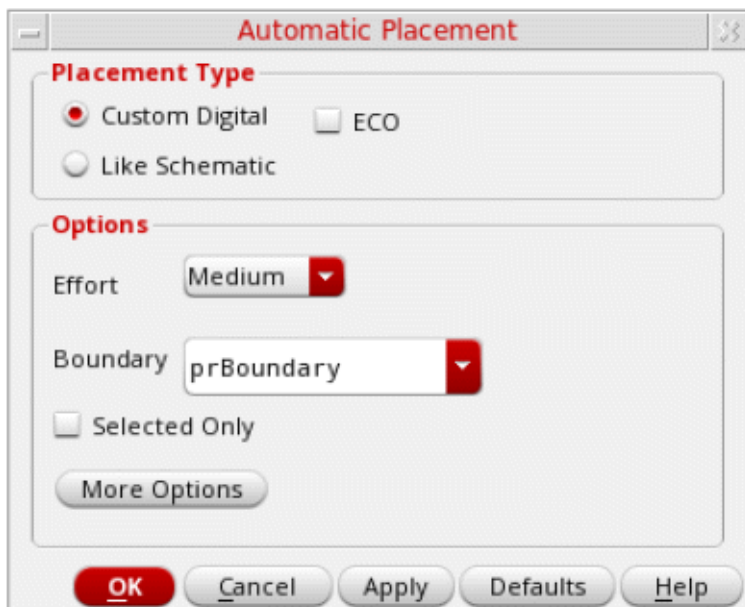 Automatic Placement
Placement Type
Custom Digital ECO
Like Schematic
Options
Effort Medium
Boundary prBoundary
Selected Only
More Options
OK Cancel Apply Defaults Help